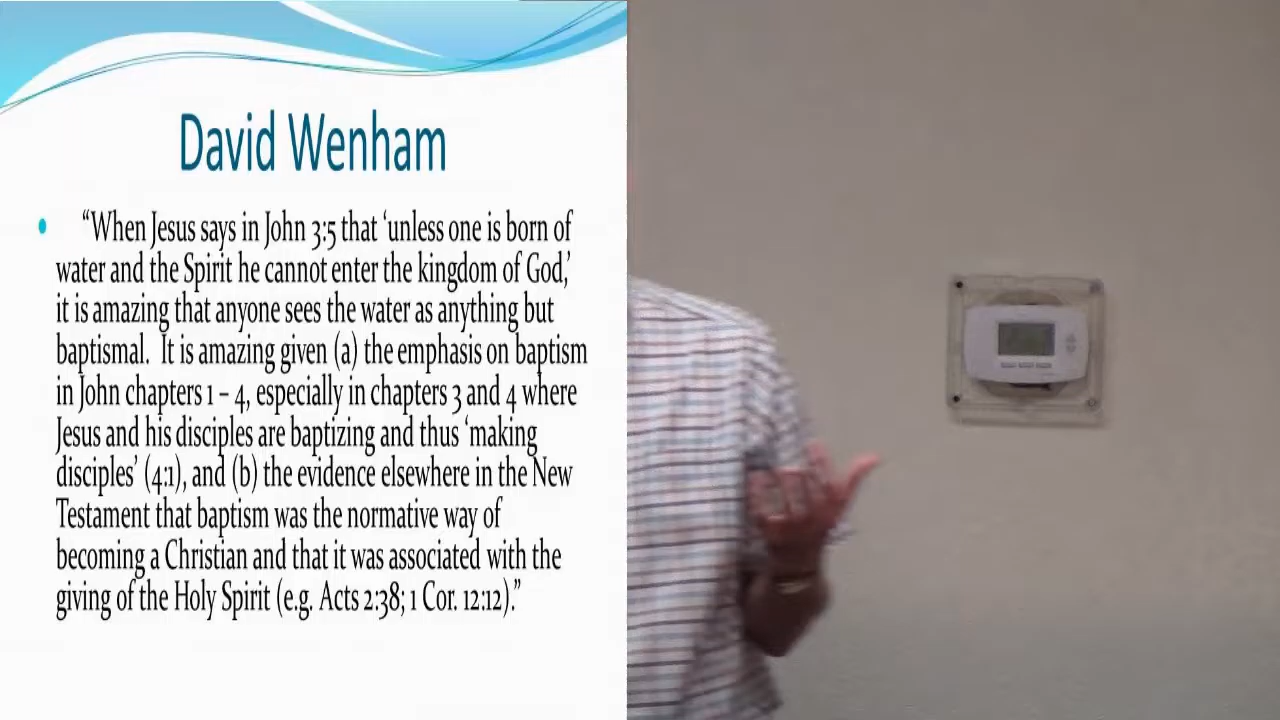 David Wenham
“When Jesus says in John 3:5 that ‘unless one is born of
water and the Spirit he cannot enter the kingdom of God,’
it is amazing that anyone sees the water as anything but
baptismal. It is amazing given (a) the emphasis on baptism
in John chapters 1 – 4, especially in chapters 3 and 4 where
Jesus and his disciples are baptizing and thus ‘making
disciples’ (4:1), and (b) the evidence elsewhere in the New
Testament that baptism was the normative way of
becoming a Christian and that it was associated with the
giving of the Holy Spirit (e.g. Acts 2:38; 1 Cor. 12:12).”